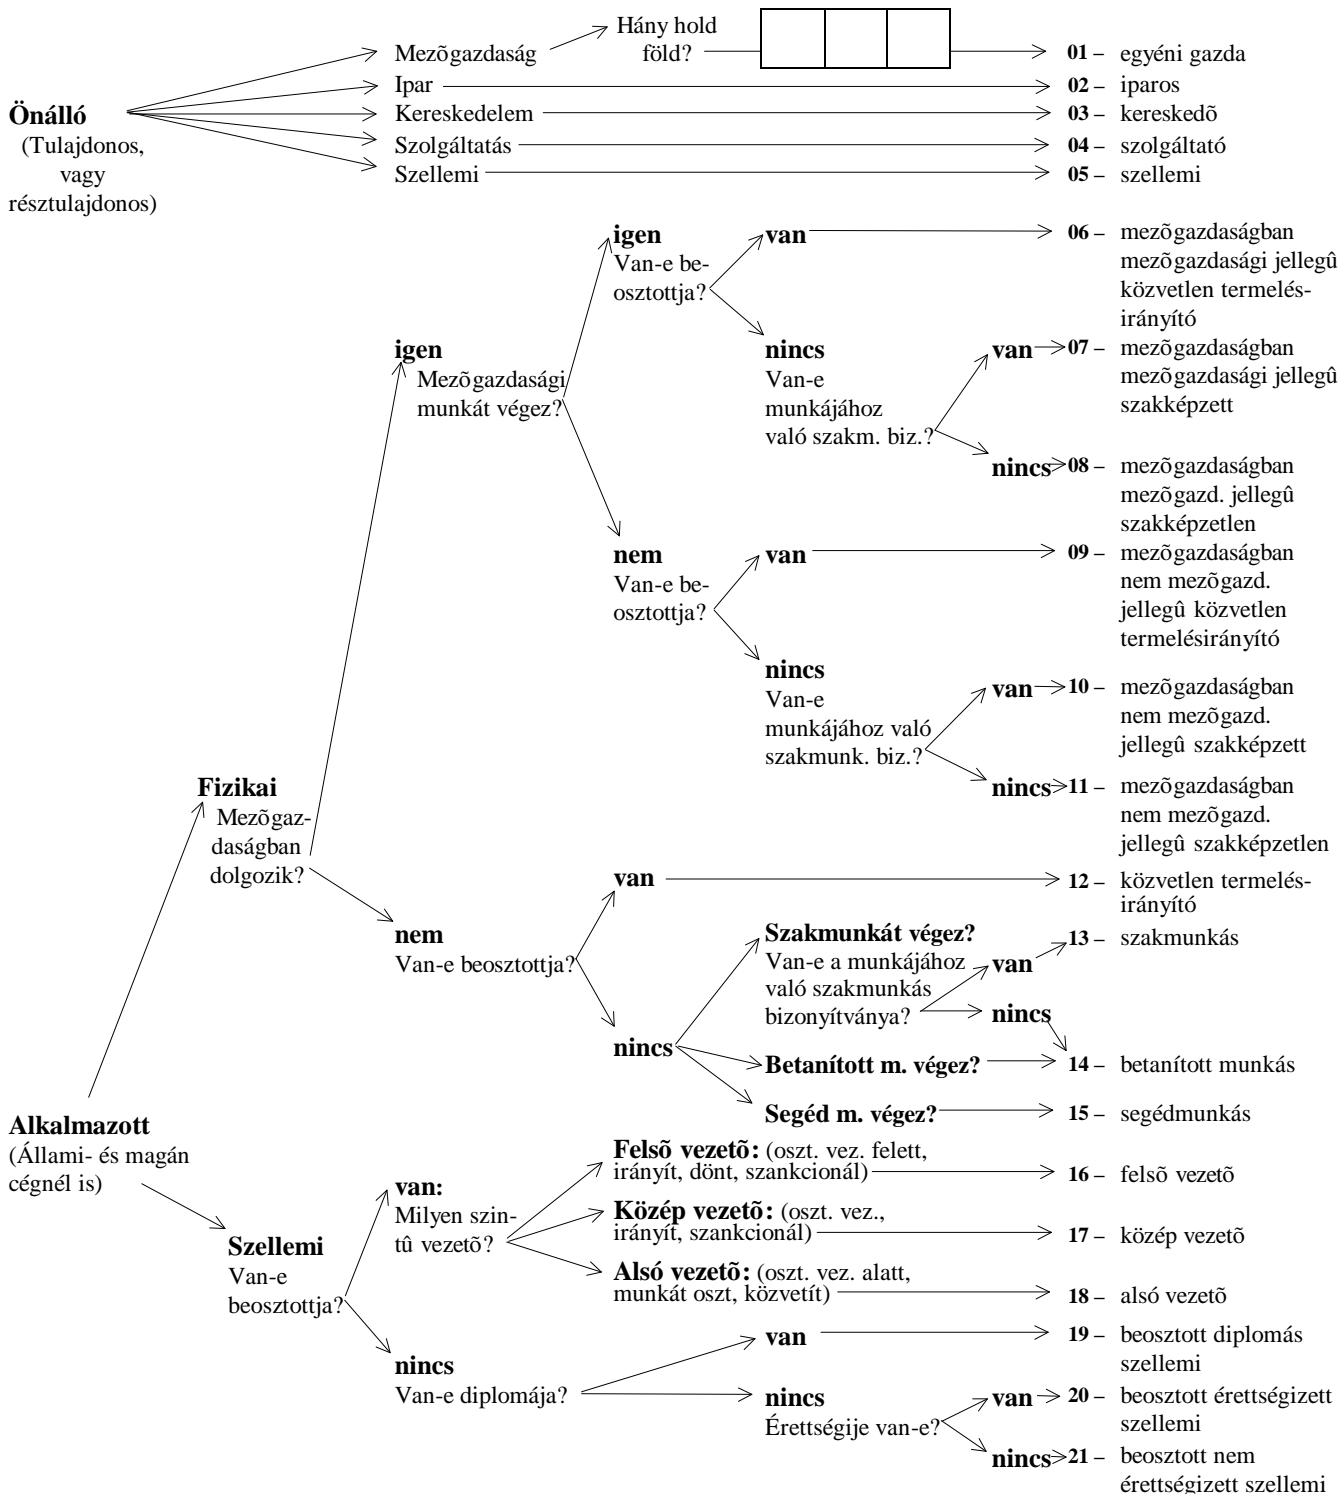 Hány hold
földs?
Mezõgazdaság
01 – egyéni gazda
Ipar
02 – iparos
Önálló
(Tulajdonos,
vagy
résztulajdonos)
Kereskedelem
03 – kereskedõ
Szolgáltatás
04 – szolgáltató
Szellemi
05 – szellemi
igen
Van-e be-
osztottja?
van
06 – mezõgazdaságban
mezõgazdasági jellegû
közvetlen termelés-
irányító
igen
Mezõgazdasági
munkát végez?
nincs
Van-e
munkájához
való szakm. biz.?
van
07 – mezõgazdaságban
mezõgazdasági jellegû
szakképzett
nincs
08 – mezõgazdaságban
mezõgazd. jellegû
szakképzetlen
nem
Van-e be-
osztottja?
van
09 – mezõgazdaságban
nem mezõgazd.
jellegû közvetlen
termelésirányító
nincs
Van-e
munkájához való
szakmunk. biz.?
van
10 – mezõgazdaságban
nem mezõgazd.
jellegû szakképzett
nincs
11 – mezõgazdaságban
nem mezõgazd.
jellegû szakképzetlen
Fizikai
Mezõgaz-
daságban
dolgozik?
van
12 – közvetlen termelés-
irányító
nem
Van-e beosztottja?
Szakmunkát végez?
Van-e a munkájához
való szakmunkás
bizonyítványa?
van
13 – szakmunkás
nincs
nincs
Betanított m. végez?
14 – betanított munkás
Segéd m. végez?
15 – segédmunkás
Alkalmazott
(Állami- és magán
cégnél is)
Felsõ vezetõ: (oszt. vez. felett,
irányít, dönt, szankcionál)
16 – felsõ vezetõ
van:
Milyen szin-
tû vezetõ?
Közép vezetõ: (oszt. vez.,
irányít, szankcionál)
17 – közép vezetõ
Szellemi
Van-e
beosztottja?
Alsó vezetõ: (oszt. vez. alatt,
munkát oszt, közvetít)
18 – alsó vezetõ
nincs
Van-e diplomája?
van
19 – beosztott diplomás
szellemi
nincs
Érettségije van-e?
van
20 – beosztott érettségizett
szellemi
nincs
21 – beosztott nem
érettségizett szellemi